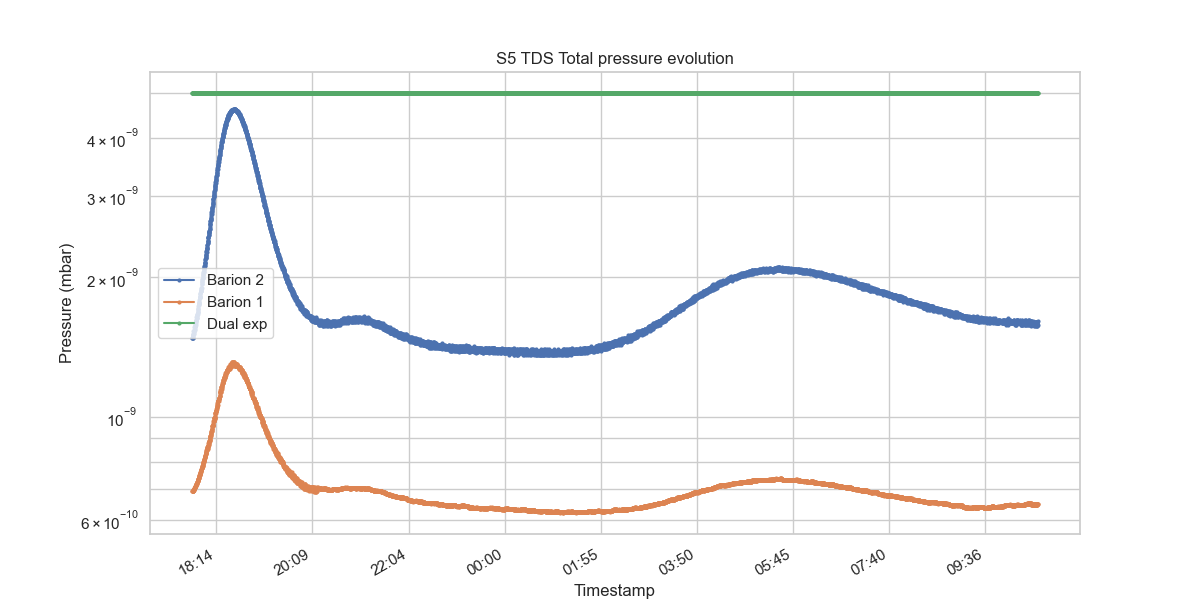 S5 TDS Total pressure evolution
Pressure (mbar)
4 × 10⁻⁹
3 × 10⁻⁹
2 × 10⁻⁹
10⁻⁹
6 × 10⁻¹⁰
Barion 2
Barion 1
Dual exp
18:14 20:09 22:04 00:00 01:55 03:50 05:45 07:40 09:36
Timestamp